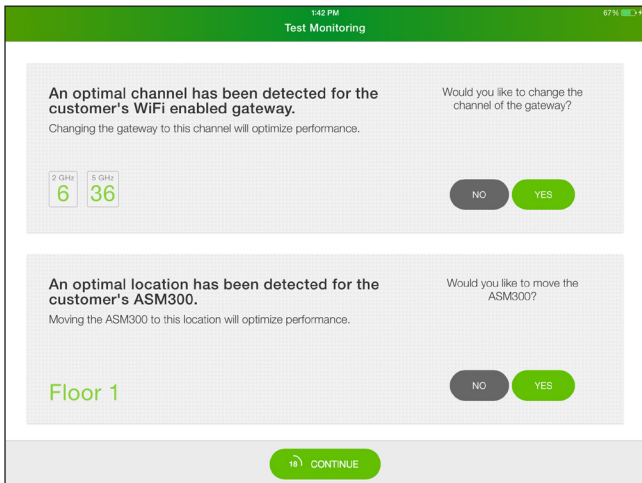 1:42 PM
67%
Test Monitoring
An optimal channel has been detected for the
customer's WiFi enabled gateway.
Changing the gateway to this channel will optimize performance.
Would you like to change the
channel of the gateway?
2 GHz
6
5 GHz
36
NO
YES
An optimal location has been detected for the
customer's ASM300.
Moving the ASM300 to this location will optimize performance.
Would you like to move the
ASM300?
Floor 1
NO
YES
18 CONTINUE